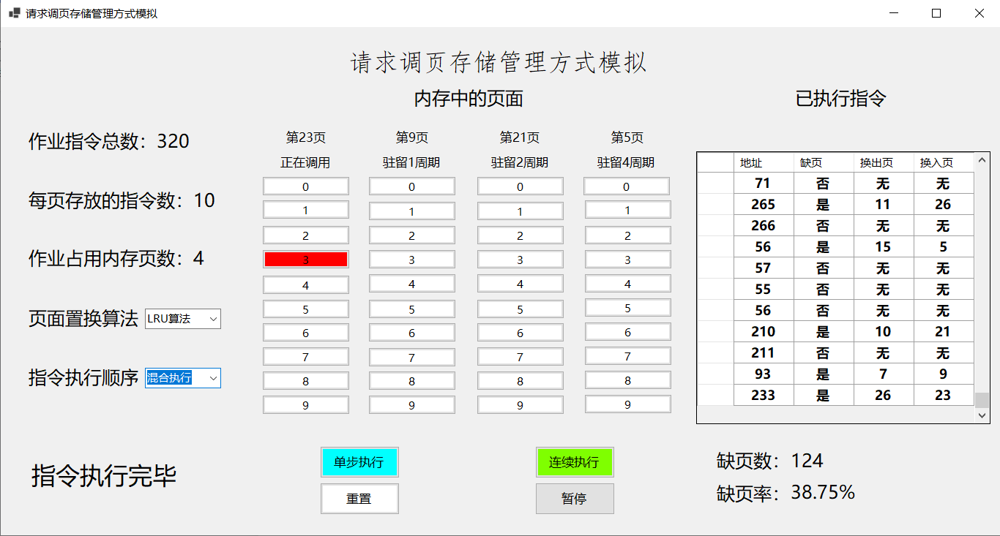 请求调页存储管理方式模拟
请求调页存储管理方式模拟
内存中的页面
已执行指令
作业指令总数：320
每页存放的指令数：10
作业占用内存页数：4
页面置换算法 LRU算法
指令执行顺序 混合执行
第23页 第9页 第21页 第5页
正在调用 驻留1周期 驻留2周期 驻留4周期
0 0 0 0
1 1 1 1
2 2 2 2
3 3 3 3
4 4 4 4
5 5 5 5
6 6 6 6
7 7 7 7
8 8 8 8
9 9 9 9
地址 缺页 换出页 换入页
71 否 无 无
265 是 11 26
266 否 无 无
56 是 15 5
57 否 无 无
55 否 无 无
56 否 无 无
210 是 10 21
211 否 无 无
93 是 7 9
233 是 26 23
指令执行完毕
单步执行 连续执行
重置 暂停
缺页数：124
缺页率：38.75%